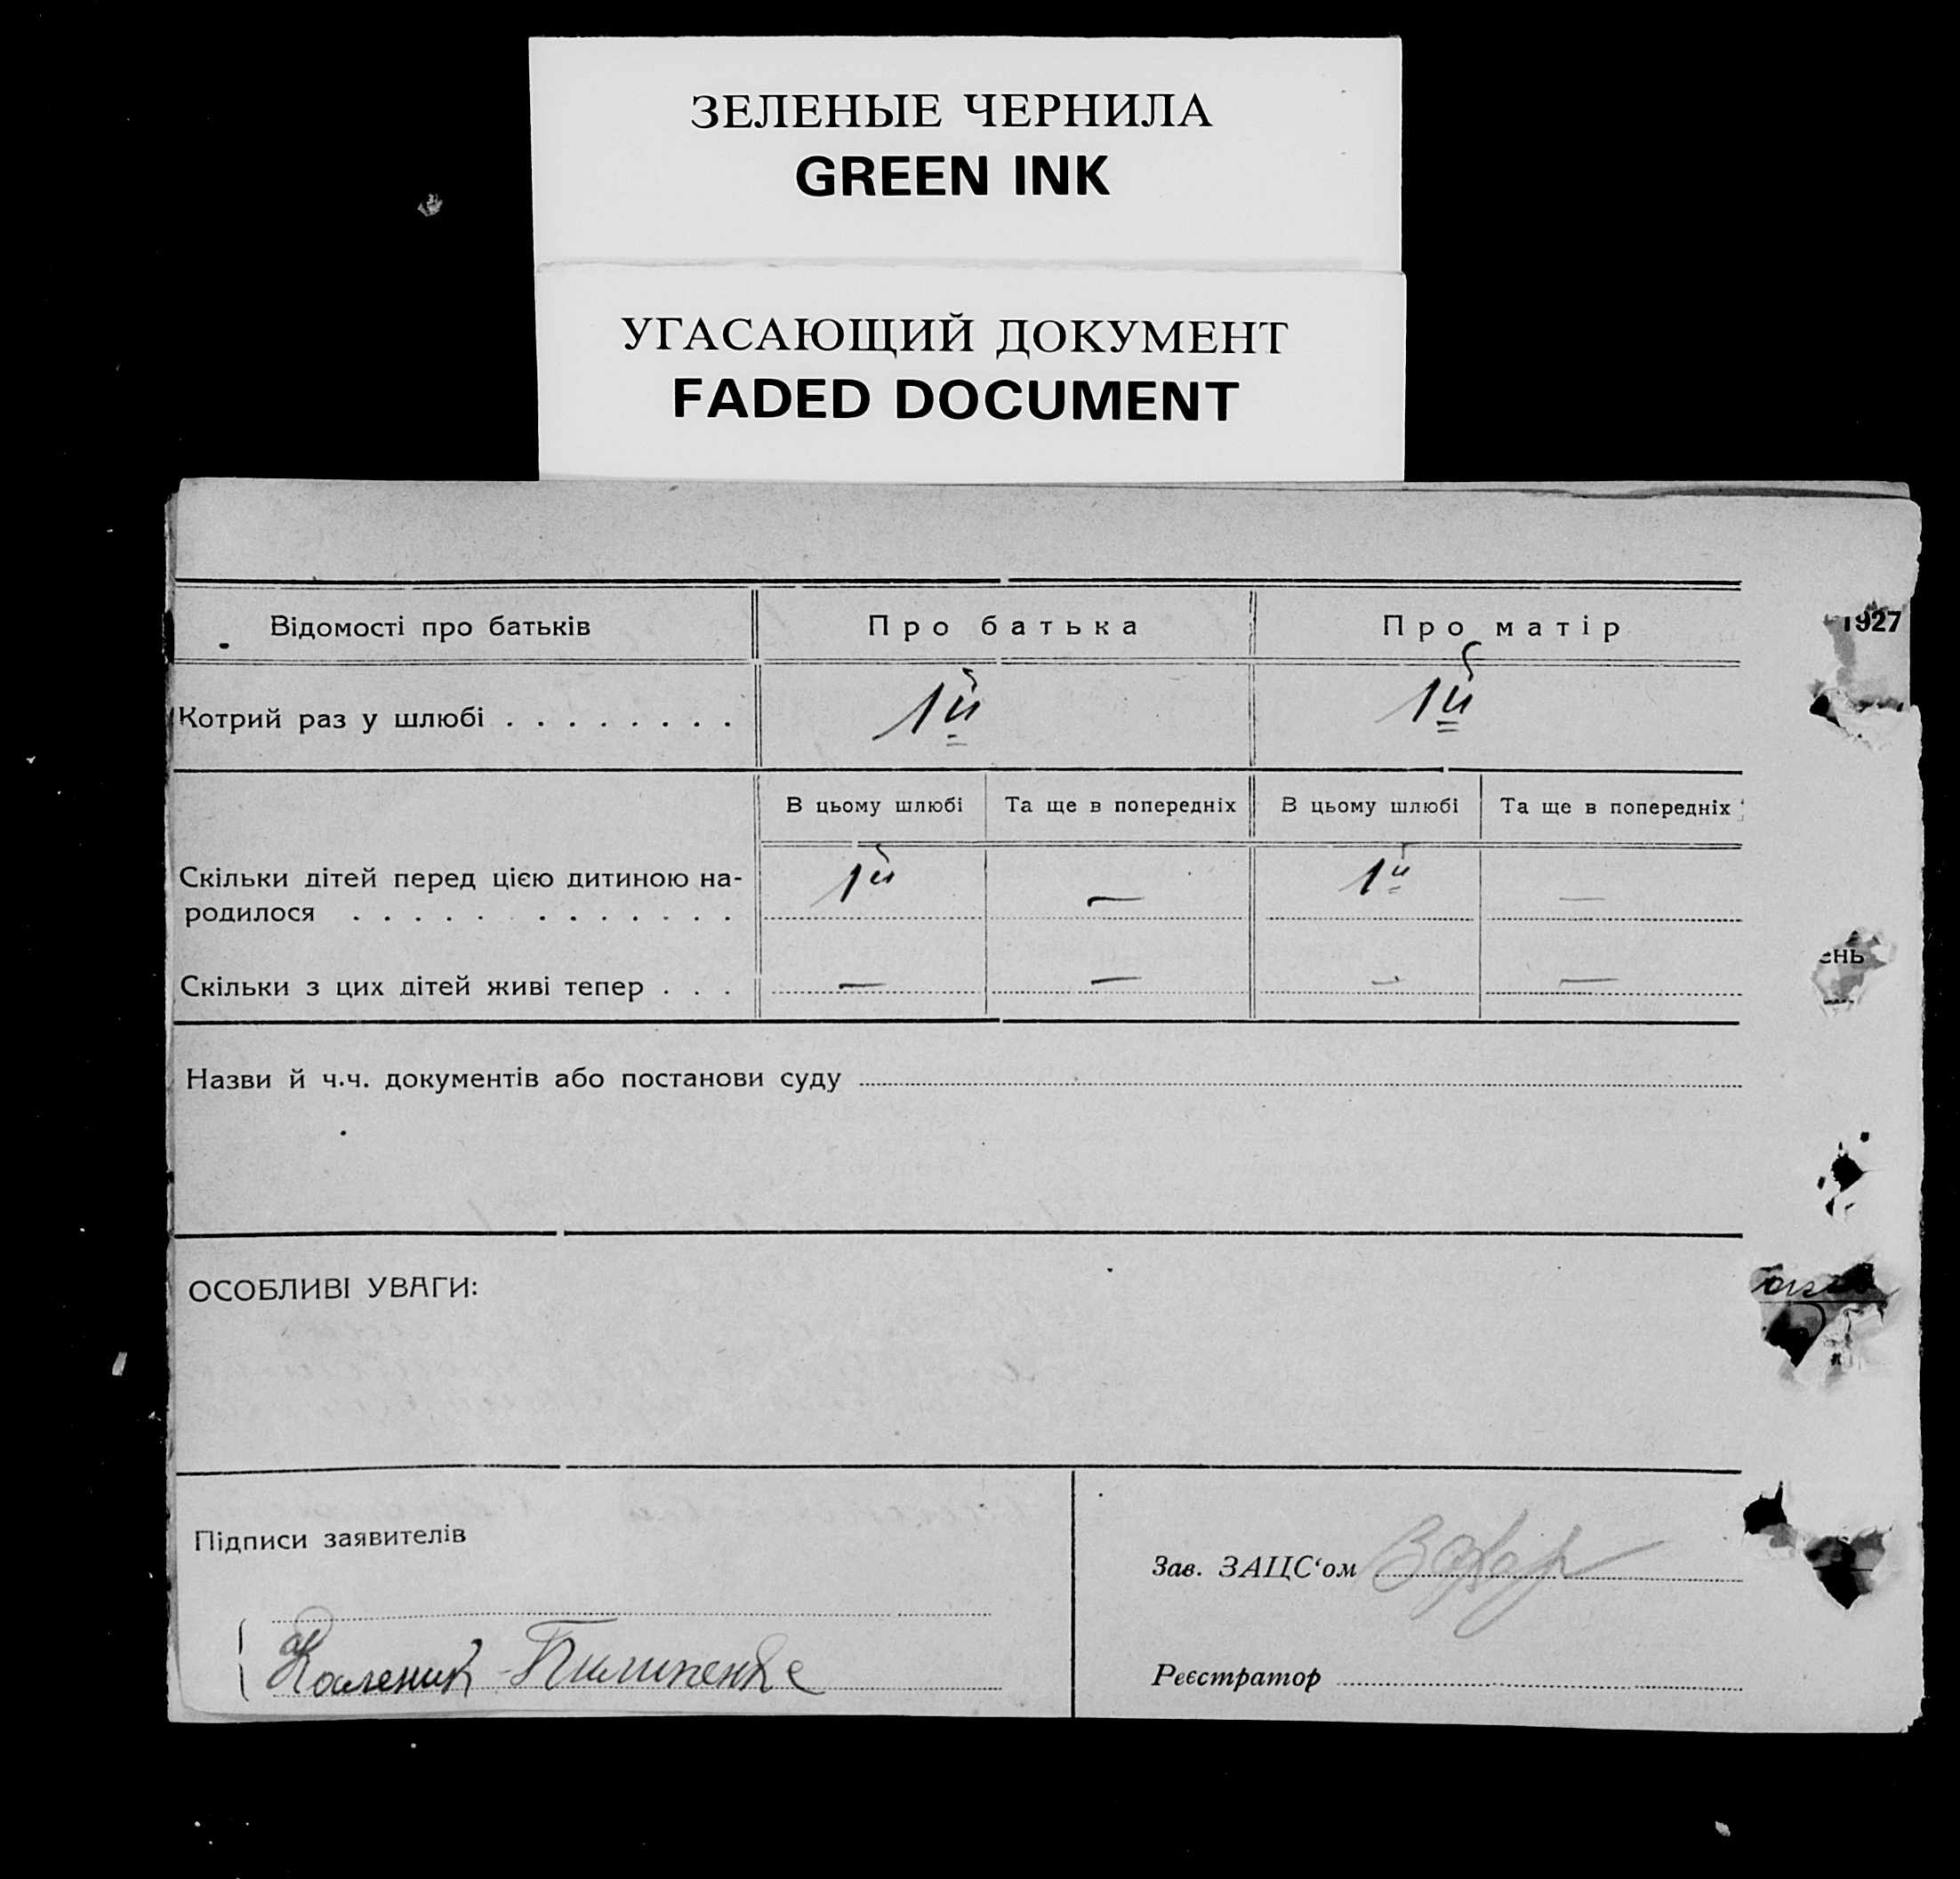 ЗЕЛЕНЫЕ ЧЕРНИЛА
GREEN INK
УГАСАЮЩИЙ ДОКУМЕНТ
FADED DOCUMENT
Відомості про батьків Про батька Про матір 1927
Котрий раз у шлюбі . . . . . . . . 1й 1й
В цьому шлюбі Та ще в попередніх В цьому шлюбі Та ще в попередніх
Скільки дітей перед цією дитиною на-
родилося . . . . . . . . . . . . . 1й — 1й —
ень
Скільки з цих дітей живі тепер . . . — — — —
Назви й ч.ч. документів або постанови суду
ОСОБЛИВІ УВАГИ:
Підписи заявителів
Зав. ЗАЦС‘ом
Каленик Пилипенко
Реєстратор